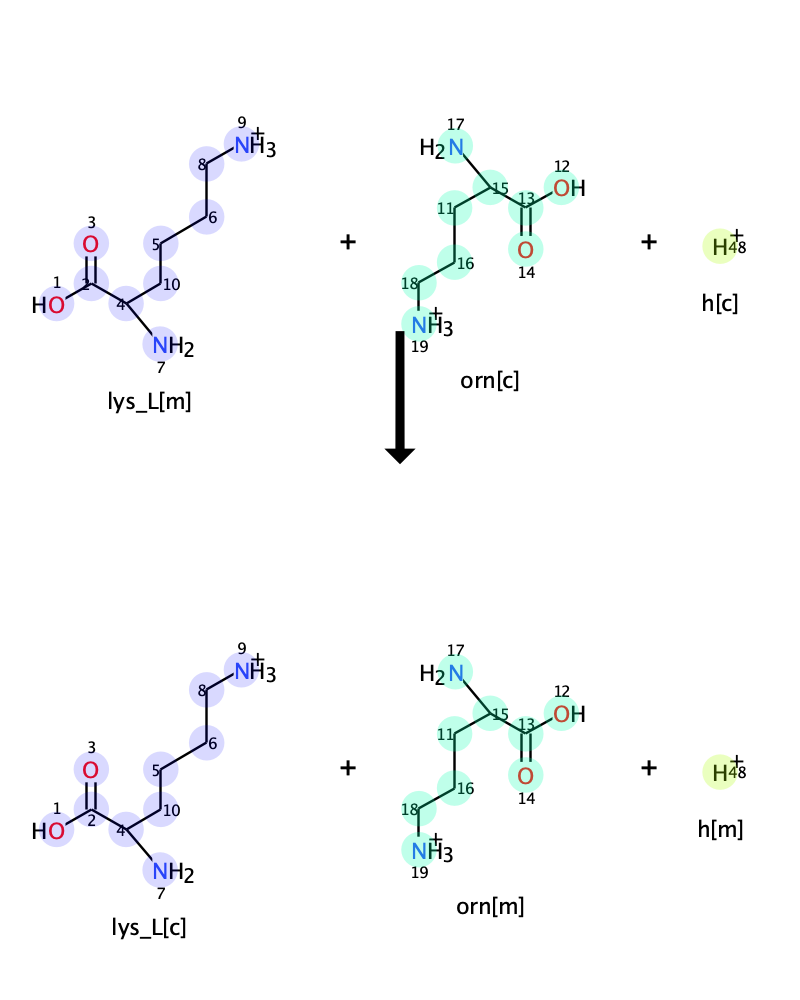 9
NH3+
8
6
3
O
5
1
HO
2
4
10
NH2
7
lys_L[m]
+
17
H2N
12
OH
15
13
11
O
14
16
18
NH3+
19
orn[c]
+
H+
48
h[c]
9
NH3+
8
6
3
O
5
1
HO
2
4
10
NH2
7
lys_L[c]
+
17
H2N
12
OH
15
13
11
O
14
16
18
NH3+
19
orn[m]
+
H+
48
h[m]